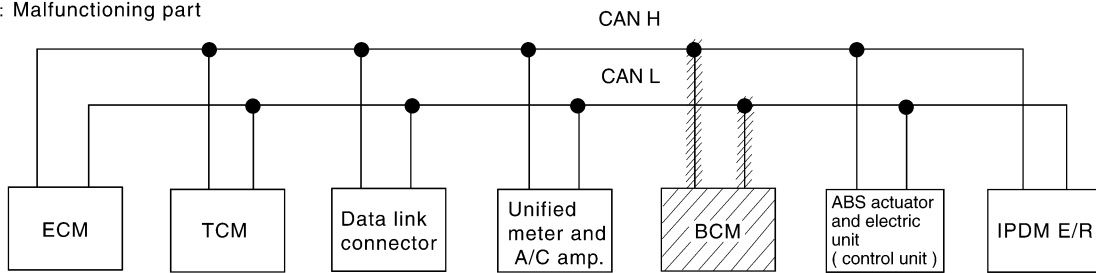 : Malfunctioning part
CAN H
CAN L
ECM
TCM
Data link
connector
Unified
meter and
A/C amp.
BCM
ABS actuator
and electric
unit
( control unit )
IPDM E/R